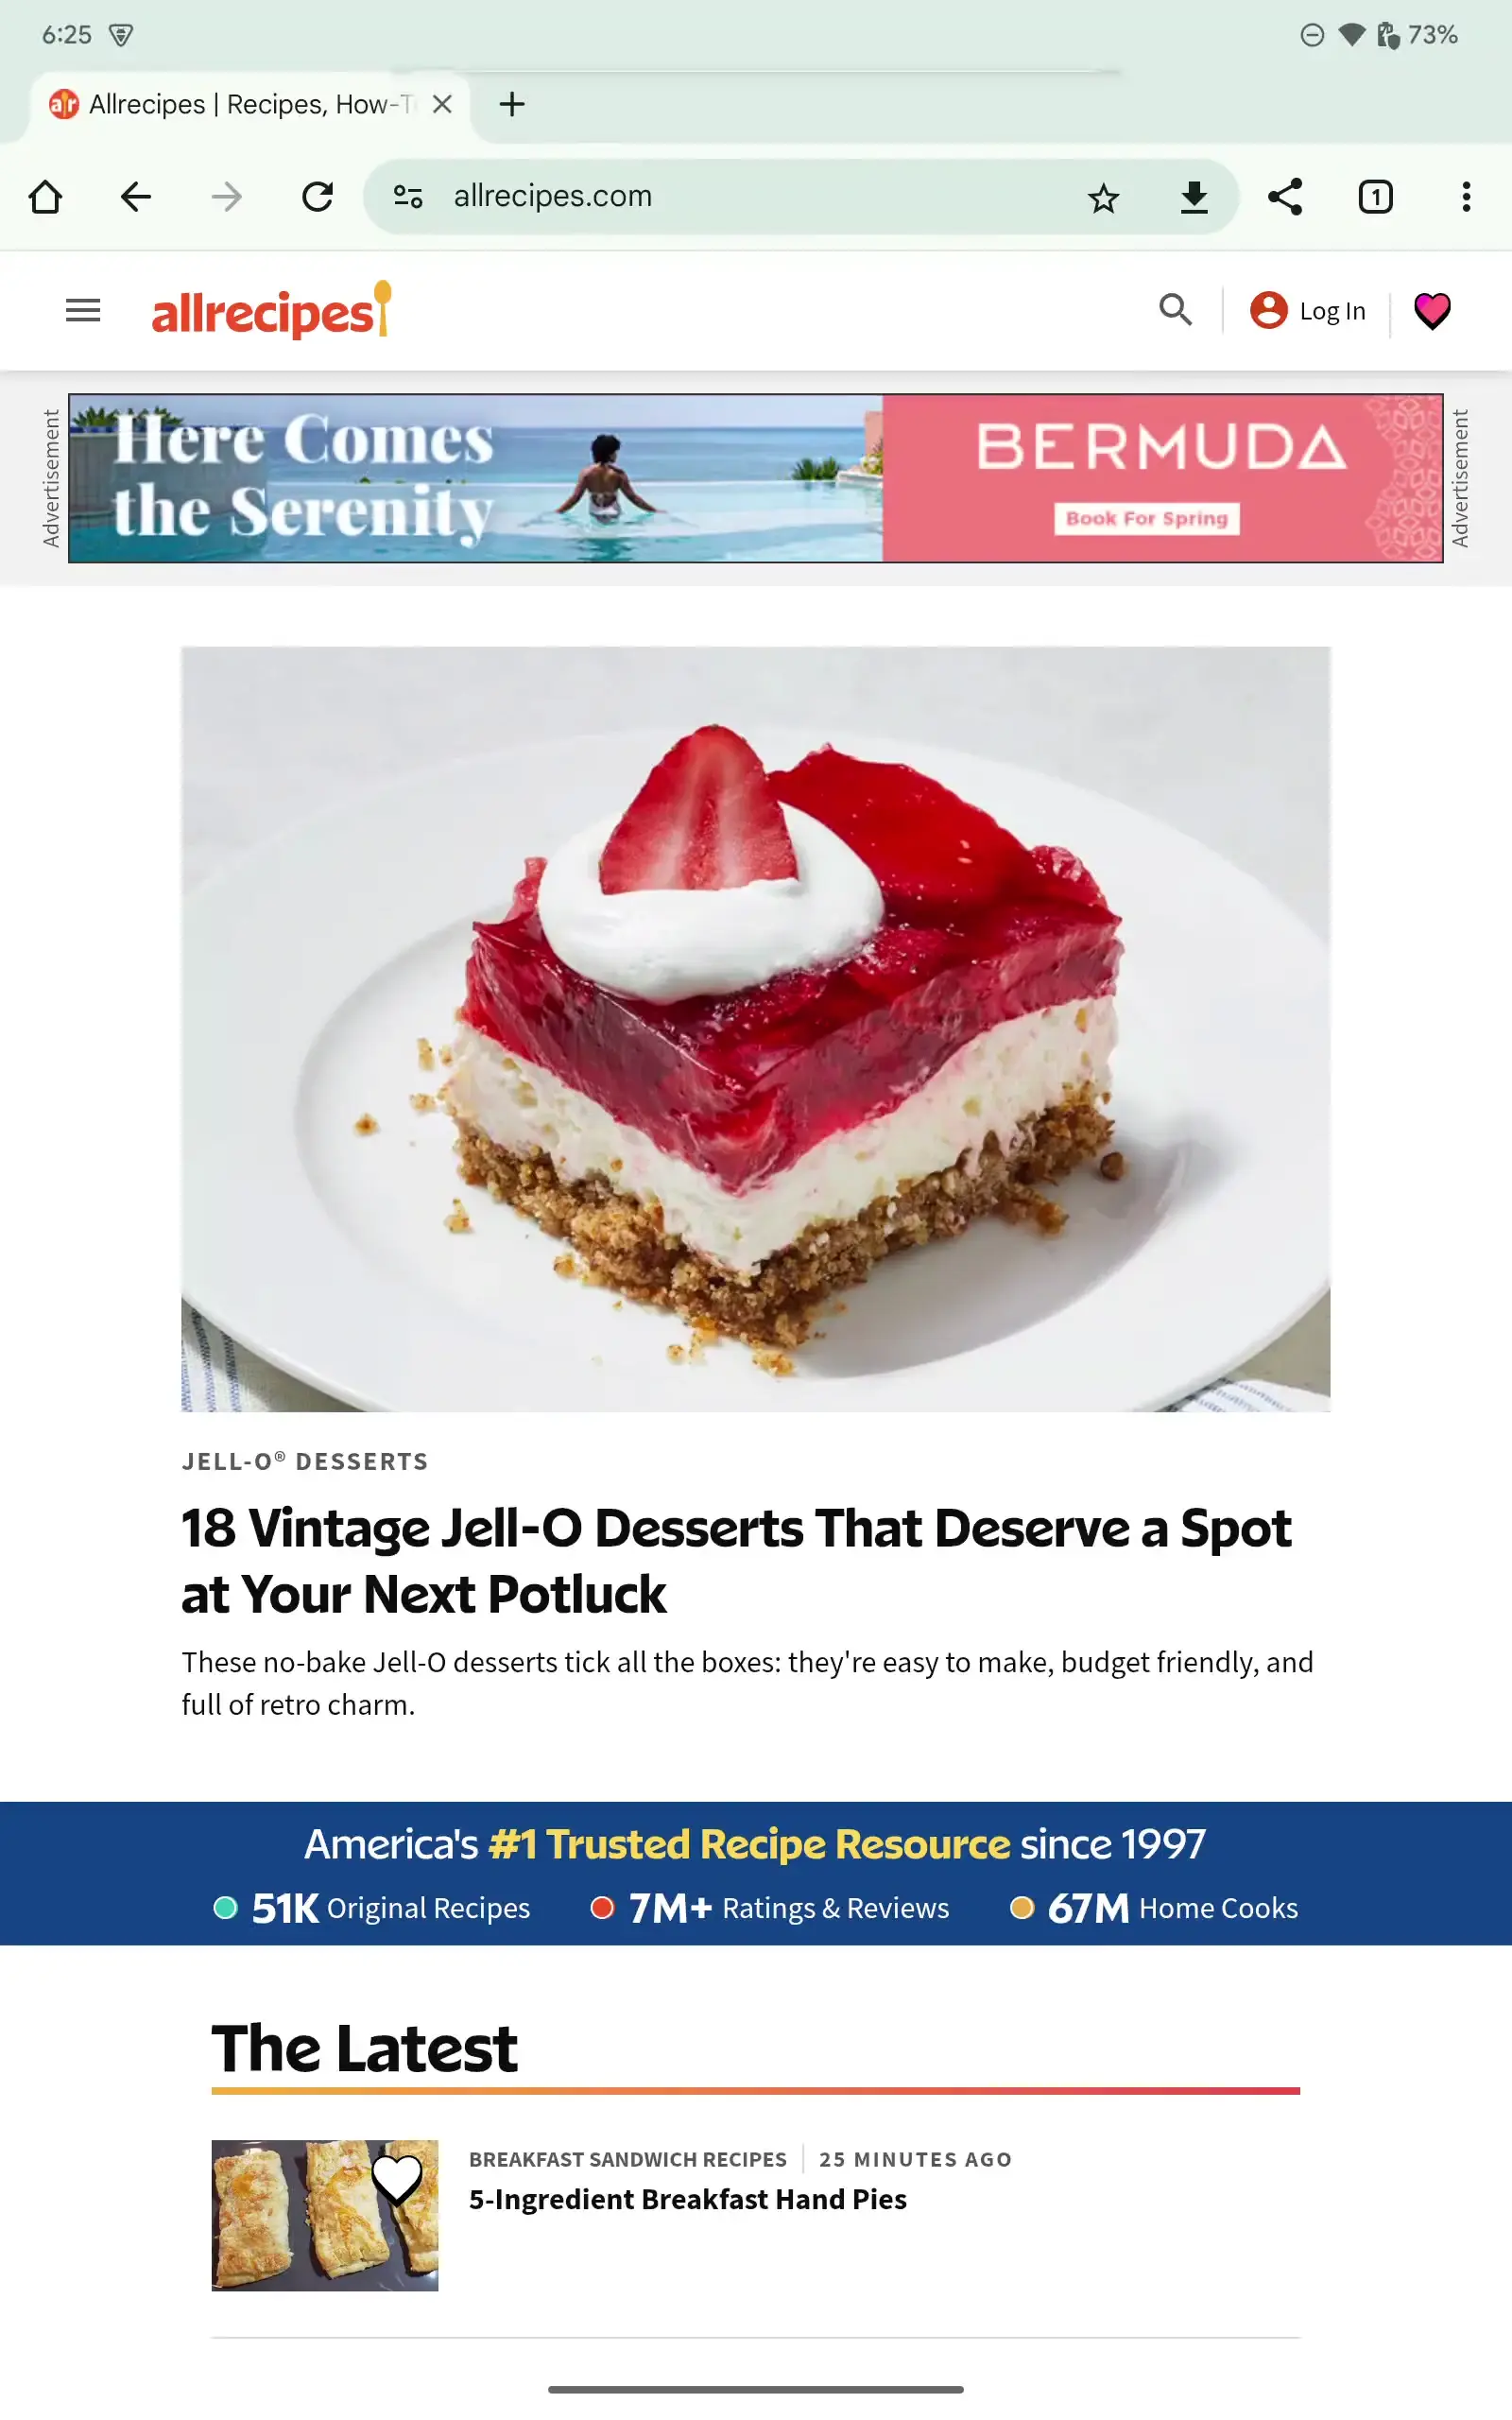 6:25
73%
Allrecipes | Recipes, How-T
allrecipes.com
1
allrecipes
Log In
Advertisement
Here Comes
the Serenity
BERMUDA
Book For Spring
Advertisement
JELL-O® DESSERTS
18 Vintage Jell-O Desserts That Deserve a Spot
at Your Next Potluck
These no-bake Jell-O desserts tick all the boxes: they're easy to make, budget friendly, and
full of retro charm.
America's #1 Trusted Recipe Resource since 1997
51K Original Recipes 7M+ Ratings & Reviews 67M Home Cooks
The Latest
BREAKFAST SANDWICH RECIPES | 25 MINUTES AGO
5-Ingredient Breakfast Hand Pies